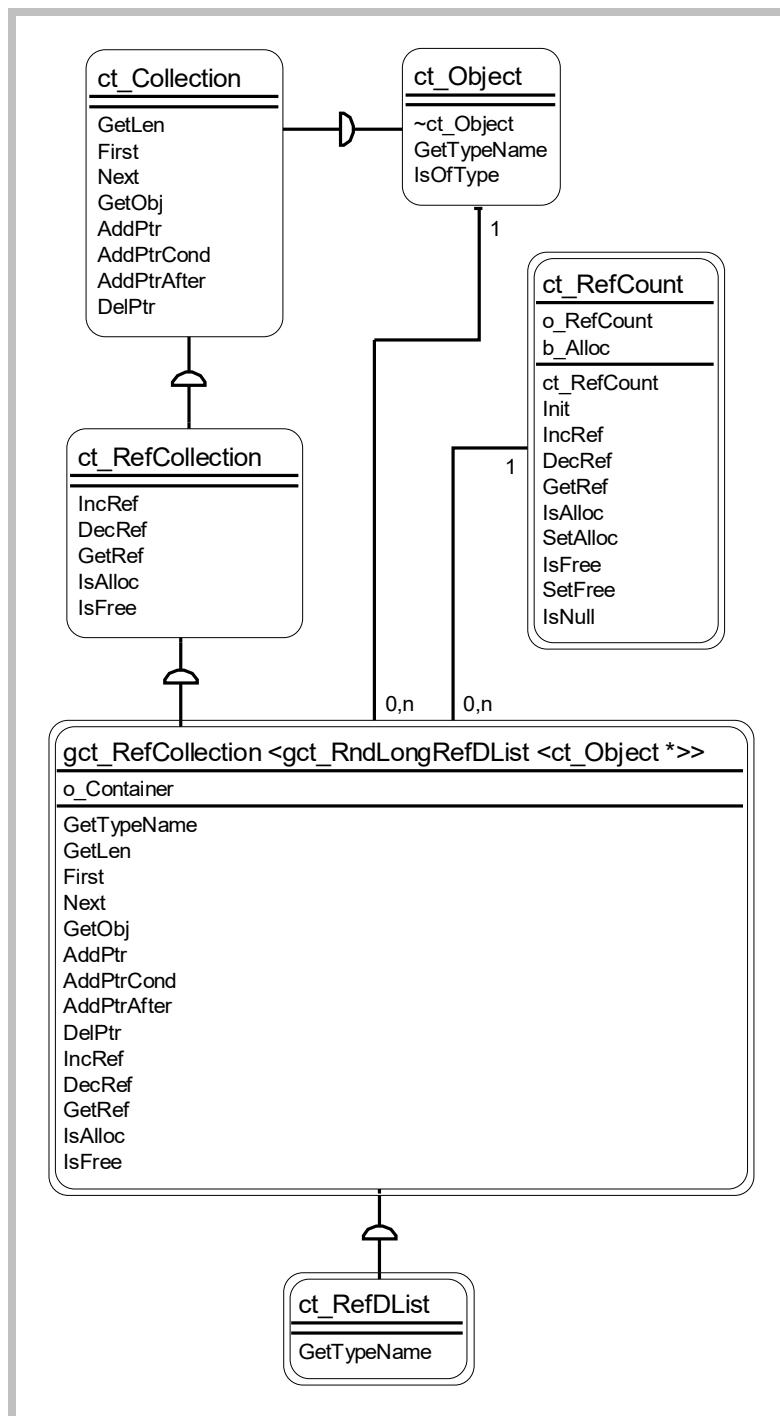 ct_Collection
GetLen
First
Next
GetObj
AddPtr
AddPtrCond
AddPtrAfter
DelPtr
ct_Object
~ct_Object
GetTypeName
IsOfType
1
ct_RefCount
o_RefCount
b_Alloc
ct_RefCount
Init
IncRef
DecRef
GetRef
IsAlloc
SetAlloc
IsFree
SetFree
IsNull
1
ct_RefCollection
IncRef
DecRef
GetRef
IsAlloc
IsFree
0,n
0,n
gct_RefCollection <gct_RndLongRefDList <ct_Object *>>
o_Container
GetTypeName
GetLen
First
Next
GetObj
AddPtr
AddPtrCond
AddPtrAfter
DelPtr
IncRef
DecRef
GetRef
IsAlloc
IsFree
ct_RefDList
GetTypeName